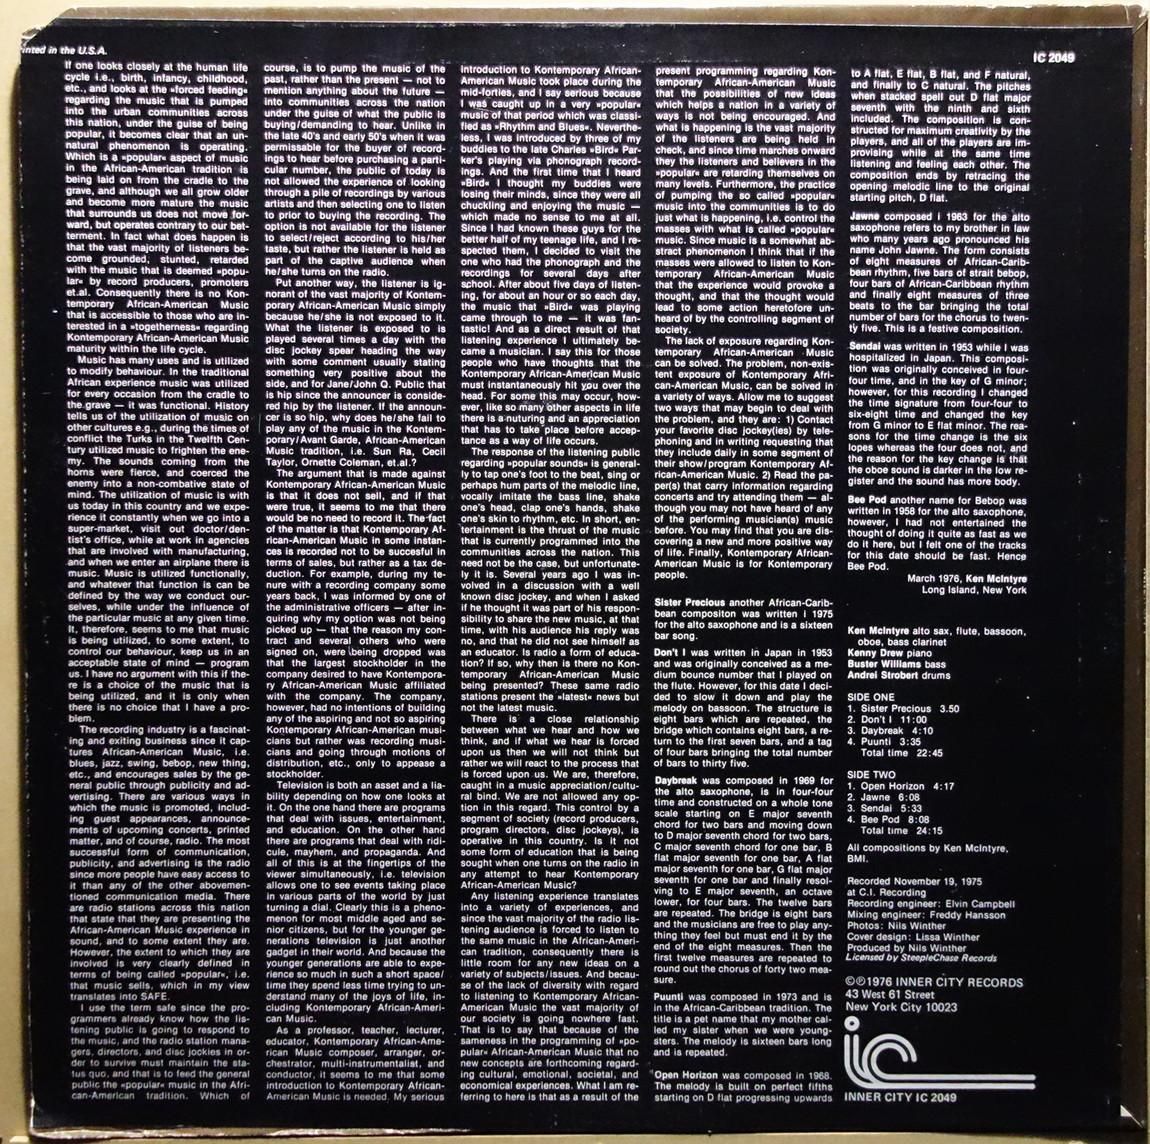 inted in the U.S.A.
IC 2049
If one looks closely at the human life
cycle i.e., birth, infancy, childhood,
etc., and looks at the »forced feeding«
regarding the music that is pumped
into the urban communities across
this nation, under the guise of being
popular, it becomes clear that an un-
natural phenomenon is operating.
Which is a »popular« aspect of music
in the African-American tradition is
being laid on from the cradle to the
grave, and although we all grow older
and become more mature the music
that surrounds us does not move for-
ward, but operates contrary to our bet-
terment. In fact what does happen is
that the vast majority of listeners be-
come grounded, stunted, retarded
with the music that is deemed »popu-
lar« by record producers, promoters
et.al. Consequently there is no Kon-
temporary African-American Music
that is accessible to those who are in-
terested in a »togetherness« regarding
Kontemporary African-American Music
maturity within the life cycle.
Music has many uses and is utilized
to modify behaviour. In the traditional
African experience music was utilized
for every occasion from the cradle to
the grave — it was functional. History
tells us of the utilization of music on
other cultures e.g., during the times of
conflict the Turks in the Twelfth Cen-
tury utilized music to frighten the ene-
my. The sounds coming from the
horns were fierce, and coerced the
enemy into a non-combative state of
mind. The utilization of music is with
us today in this country and we expe-
rience it constantly when we go into a
super-market, visit out doctor/den-
tist's office, while at work in agencies
that are involved with manufacturing,
and when we enter an airplane there is
music. Music is utilized functionally,
and whatever that function is can be
defined by the way we conduct our-
selves, while under the influence of
the particular music at any given time.
It, therefore, seems to me that music
is being utilized, to some extent, to
control our behaviour, keep us in an
acceptable state of mind — program
us. I have no argument with this if the-
re is a choice of the music that is
being utilized, and it is only when
there is no choice that I have a pro-
blem.
The recording industry is a fascinat-
ing and exiting business since it cap-
tures African-American Music, i.e.
blues, jazz, swing, bebop, new thing,
etc., and encourages sales by the ge-
neral public through publicity and ad-
vertising. There are various ways in
which the music is promoted, includ-
ing guest appearances, announce-
ments of upcoming concerts, printed
matter, and of course, radio. The most
successful form of communication,
publicity, and advertising is the radio
since more people have easy access to
it than any of the other abovemen-
tioned communication media. There
are radio stations across this nation
that state that they are presenting the
African-American Music experience in
sound, and to some extent they are.
However, the extent to which they are
involved is very clearly defined in
terms of being called »popular«, i.e.
that music sells, which in my view
translates into SAFE.
I use the term safe since the pro-
grammers already know how the lis-
tening public is going to respond to
the music, and the radio station mana-
gers, directors, and disc jockies in or-
der to survive must maintain the sta-
tus quo, and that is to feed the general
public the »popular« music in the Afri-
can-American tradition. Which of
course, is to pump the music of the
past, rather than the present — not to
mention anything about the future —
into communities across the nation
under the guise of what the public is
buying/demanding to hear. Unlike in
the late 40's and early 50's when it was
permissable for the buyer of record-
ings to hear before purchasing a parti-
cular number, the public of today is
not allowed the experience of looking
through a pile of recordings by various
artists and then selecting one to listen
to prior to buying the recording. The
option is not available for the listener
to select/reject according to his/her
taste, but rather the listener is held as
part of the captive audience when
he/she turns on the radio.
Put another way, the listener is ig-
norant of the vast majority of Kontem-
porary African-American Music simply
because he/she is not exposed to it.
What the listener is exposed to is
played several times a day with the
disc jockey spear heading the way
with some comment usually stating
something very positive about the
side, and for Jane/John Q. Public that
is hip since the announcer is conside-
red hip by the listener. If the announ-
cer is so hip, why does he/she fail to
play any of the music in the Kontem-
porary/Avant Garde, African-American
Music tradition, i.e. Sun Ra, Cecil
Taylor, Ornette Coleman, et.al.?
The argument that is made against
Kontemporary African-American Music
is that it does not sell, and if that
were true, it seems to me that there
would be no need to record it. The fact
of the matter is that Kontemporary Af-
rican-American Music in some instan-
ces is recorded not to be succesful in
terms of sales, but rather as a tax de-
duction. For example, during my te-
nure with a recording company some
years back, I was informed by one of
the administrative officers — after in-
quiring why my option was not being
picked up — that the reason my con-
tract and several others who were
signed on, were being dropped was
that the largest stockholder in the
company desired to have Kontempora-
ry African-American Music affiliated
with the company. The company,
however, had no intentions of building
any of the aspiring and not so aspiring
Kontemporary African-American musi-
cians but rather was recording musi-
cians and going through motions of
distribution, etc., only to appease a
stockholder.
Television is both an asset and a lia-
bility depending on how one looks at
it. On the one hand there are programs
that deal with issues, entertainment,
and education. On the other hand
there are programs that deal with ridi-
cule, mayhem, and propaganda. And
all of this is at the fingertips of the
viewer simultaneously, i.e. television
allows one to see events taking place
in various parts of the world by just
turning a dial. Clearly this is a pheno-
menon for most middle aged and se-
nior citizens, but for the younger ge-
nerations television is just another
gadget in their world. And because the
younger generations are able to expe-
rience so much in such a short space/
time they spend less time trying to un-
derstand many of the joys of life, in-
cluding Kontemporary African-Ameri-
can Music.
As a professor, teacher, lecturer,
educator, Kontemporary African-Ame-
rican Music composer, arranger, or-
chestrator, multi-instrumentalist, and
conductor, it seems to me that some
introduction to Kontemporary African-
American Music is needed. My serious
introduction to Kontemporary African-
American Music took place during the
mid-forties, and I say serious because
I was caught up in a very »popular«
music of that period which was classi-
fied as »Rhythm and Blues«. Neverthe-
less, I was introduced by three of my
buddies to the late Charles »Bird« Par-
ker's playing via phonograph record-
ings. And the first time that I heard
»Bird« I thought my buddies were
losing their minds, since they were all
chuckling and enjoying the music —
which made no sense to me at all.
Since I had known these guys for the
better half of my teenage life, and I re-
spected them, I decided to visit the
one who had the phonograph and the
recordings for several days after
school. After about five days of listen-
ing, for about an hour or so each day,
the music that »Bird« was playing
came through to me — it was fan-
tastic! And as a direct result of that
listening experience I ultimately be-
came a musician. I say this for those
people who have thoughts that the
Kontemporary African-American Music
must instantaneously hit you over the
head. For some this may occur, how-
ever, like so many other aspects in life
there is a nuturing and an appreciation
that has to take place before accep-
tance as a way of life occurs.
The response of the listening public
regarding »popular sounds« is general-
ly to tap one's foot to the beat, sing or
perhaps hum parts of the melodic line,
vocally imitate the bass line, shake
one's head, clap one's hands, shake
one's skin to rhythm, etc. In short, en-
tertainment is the thrust of the music
that is currently programmed into the
communities across the nation. This
need not be the case, but unfortunate-
ly it is. Several years ago I was in-
volved in a discussion with a well
known disc jockey, and when I asked
if he thought it was part of his respon-
sibility to share the new music, at that
time, with his audience his reply was
no, and that he did not see himself as
an educator. Is radio a form of educa-
tion? If so, why then is there no Kon-
temporary African-American Music
being presented? These same radio
stations present the »latest« news but
not the latest music.
There is a close relationship
between what we hear and how we
think, and if what we hear is forced
upon us then we will not think but
rather we will react to the process that
is forced upon us. We are, therefore,
caught in a music appreciation/cultu-
ral bind. We are not allowed any op-
tion in this regard. This control by a
segment of society (record producers,
program directors, disc jockeys), is
operative in this country. Is it not
some form of education that is being
sought when one turns on the radio in
any attempt to hear Kontemporary
African-American Music?
Any listening experience translates
into a variety of experiences, and
since the vast majority of the radio lis-
tening audience is forced to listen to
the same music in the African-Ameri-
can tradition, consequently there is
little room for any new ideas on a
variety of subjects/issues. And becau-
se of the lack of diversity with regard
to listening to Kontemporary African-
American Music the vast majority of
our society is going nowhere fast.
That is to say that because of the
sameness in the programming of »po-
pular« African-American Music that no
new concepts are forthcoming regard-
ing cultural, emotional, societal, and
economical experiences. What I am re-
ferring to here is that as a result of the
present programming regarding Kon-
temporary African-American Music
that the possibilities of new ideas
which helps a nation in a variety of
ways is not being encouraged. And
what is happening is the vast majority
of the listeners are being held in
check, and since time marches onward
they the listeners and believers in the
»popular« are retarding themselves on
many levels. Furthermore, the practice
of pumping the so called »popular«
music into the communities is to do
just what is happening, i.e. control the
masses with what is called »popular«
music. Since music is a somewhat ab-
stract phenomenon I think that if the
masses were allowed to listen to Kon-
temporary African-American Music
that the experience would provoke a
thought, and that the thought would
lead to some action heretofore un-
heard of by the controlling segment of
society.
The lack of exposure regarding Kon-
temporary African-American Music
can be solved. The problem, non-exis-
tent exposure of Kontemporary Afri-
can-American Music, can be solved in
a variety of ways. Allow me to suggest
two ways that may begin to deal with
the problem, and they are: 1) Contact
your favorite disc jockey(ies) by tele-
phoning and in writing requesting that
they include daily in some segment of
their show/program Kontemporary Af-
rican-American Music. 2) Read the pa-
per(s) that carry information regarding
concerts and try attending them — al-
though you may not have heard of any
of the performing musician(s) music
before. You may find that you are dis-
covering a new and more positive way
of life. Finally, Kontemporary African-
American Music is for Kontemporary
people.
Sister Precious another African-Carib-
bean compositon was written i 1975
for the alto saxophone and is a sixteen
bar song.
Don't I was written in Japan in 1953
and was originally conceived as a me-
dium bounce number that I played on
the flute. However, for this date I deci-
ded to slow it down and play the
melody on bassoon. The structure is
eight bars which are repeated, the
bridge which contains eight bars, a re-
turn to the first seven bars, and a tag
of four bars bringing the total number
of bars to thirty five.
Daybreak was composed in 1969 for
the alto saxophone, is in four-four
time and constructed on a whole tone
scale starting on E major seventh
chord for two bars and moving down
to D major seventh chord for two bars,
C major seventh chord for one bar, B
flat major seventh for one bar, A flat
major seventh for one bar, G flat major
seventh for one bar and finally resol-
ving to E major seventh, an octave
lower, for four bars. The twelve bars
are repeated. The bridge is eight bars
and the musicians are free to play any-
thing they feel but must end it by the
end of the eight measures. Then the
first twelve measures are repeated to
round out the chorus of forty two mea-
sure.
Puunti was composed in 1973 and is
in the African-Caribbean tradition. The
title is a pet name that my mother cal-
led my sister when we were young-
sters. The melody is sixteen bars long
and is repeated.
Open Horizon was composed in 1968.
The melody is built on perfect fifths
starting on D flat progressing upwards
to A flat, E flat, B flat, and F natural,
and finally to C natural. The pitches
when stacked spell out D flat major
seventh with the ninth and sixth
included. The composition is con-
structed for maximum creativity by the
players, and all of the players are im-
provising while at the same time
listening and feeling each other. The
composition ends by retracing the
opening melodic line to the original
starting pitch, D flat.
Jawne composed i 1963 for the alto
saxophone refers to my brother in law
who many years ago pronounced his
name John Jawne. The form consists
of eight measures of African-Carib-
bean rhythm, five bars of strait bebop,
four bars of African-Caribbean rhythm
and finally eight measures of three
beats to the bar bringing the total
number of bars for the chorus to twen-
ty five. This is a festive composition.
Sendai was written in 1953 while I was
hospitalized in Japan. This composi-
tion was originally conceived in four-
four time, and in the key of G minor;
however, for this recording I changed
the time signature from four-four to
six-eight time and changed the key
from G minor to E flat minor. The rea-
sons for the time change is the six
lopes whereas the four does not, and
the reason for the key change is that
the oboe sound is darker in the low re-
gister and the sound has more body.
Bee Pod another name for Bebop was
written in 1958 for the alto saxophone,
however, I had not entertained the
thought of doing it quite as fast as we
do it here, but I felt one of the tracks
for this date should be fast. Hence
Bee Pod.
March 1976, Ken McIntyre
Long Island, New York
Ken McIntyre alto sax, flute, bassoon,
oboe, bass clarinet
Kenny Drew piano
Buster Williams bass
Andrei Strobert drums
SIDE ONE
1. Sister Precious 3.50
2. Don't I 11:00
3. Daybreak 4:10
4. Puunti 3:35
Total time 22:45
SIDE TWO
1. Open Horizon 4:17
2. Jawne 6:08
3. Sendai 5:33
4. Bee Pod 8:08
Total time 24:15
All compositions by Ken McIntyre,
BMI.
Recorded November 19, 1975
at C.I. Recording
Recording engineer: Elvin Campbell
Mixing engineer: Freddy Hansson
Photos: Nils Winther
Cover design: Lissa Winther
Produced by Nils Winther
Licensed by SteepleChase Records
©℗1976 INNER CITY RECORDS
43 West 61 Street
New York City 10023
ic
INNER CITY IC 2049